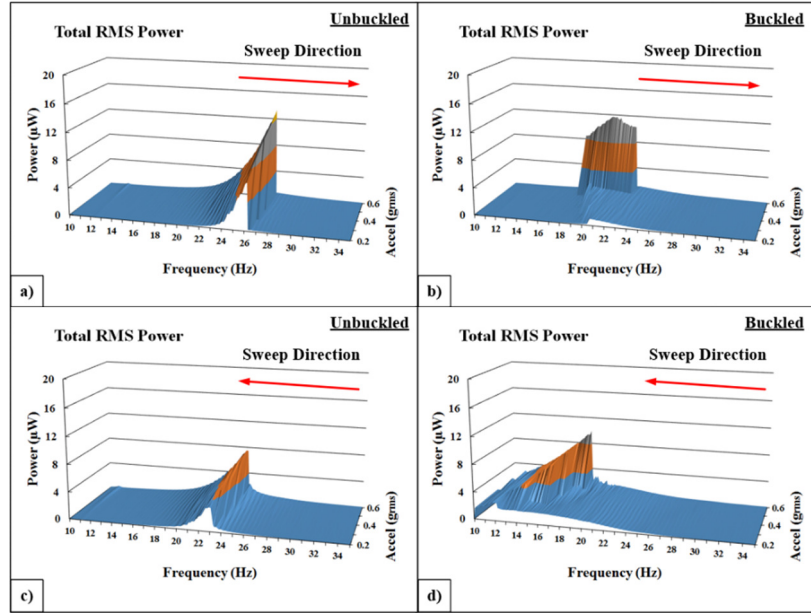 Unbuckled
Total RMS Power
Sweep Direction
20
16
12
8
4
0
Power (µW)
10 12 14 16 18 20 22 24 26 28 30 32 34
Frequency (Hz)
0.6
0.4
0.2
Accel (grms)
a)
Buckled
Total RMS Power
Sweep Direction
20
16
12
8
4
0
Power (µW)
10 12 14 16 18 20 22 24 26 28 30 32 34
Frequency (Hz)
0.6
0.4
0.2
Accel (grms)
b)
Unbuckled
Total RMS Power
Sweep Direction
20
16
12
8
4
0
Power (µW)
10 12 14 16 18 20 22 24 26 28 30 32 34
Frequency (Hz)
0.6
0.4
0.2
Accel (grms)
c)
Buckled
Total RMS Power
Sweep Direction
20
16
12
8
4
0
Power (µW)
10 12 14 16 18 20 22 24 26 28 30 32 34
Frequency (Hz)
0.6
0.4
0.2
Accel (grms)
d)